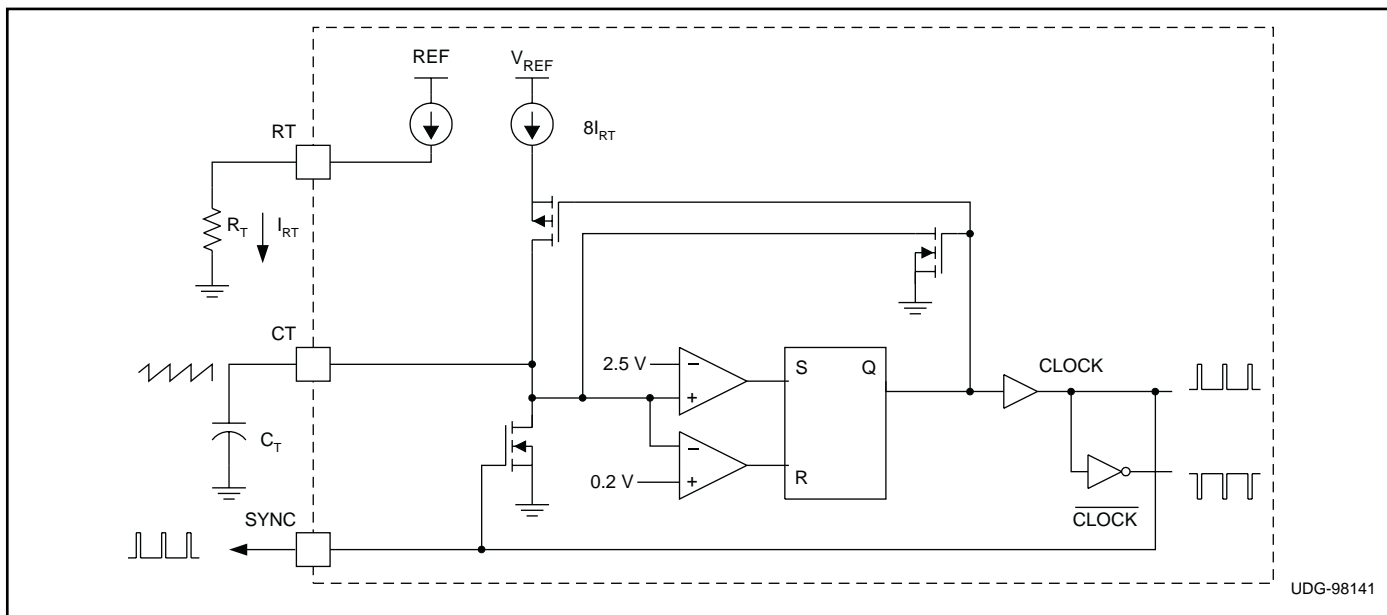 REF
V_REF
RT
8I_RT
R_T
I_RT
CT
2.5 V
–
+
S
Q
CLOCK
C_T
–
0.2 V
+
R
SYNC
CLOCK
UDG-98141